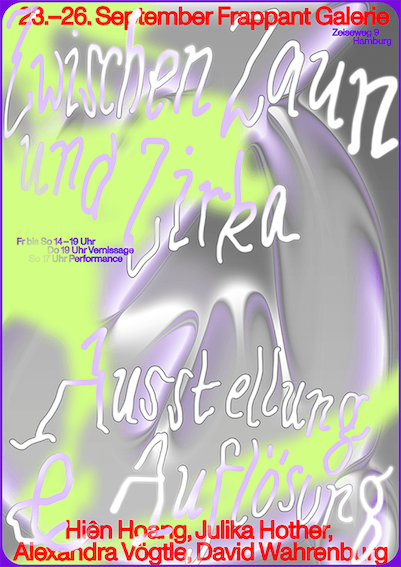 23.–26. September Frappant Galerie
Zeiseweg 9
Hamburg
Zwischen Zaun
und Zirka
Fr bis So 14–19 Uhr
Do 19 Uhr Vernissage
So 17 Uhr Performance
Ausstellung
& Auflösung
Hiên Hoang, Julika Hother,
Alexandra Vögtle, David Wahrenburg